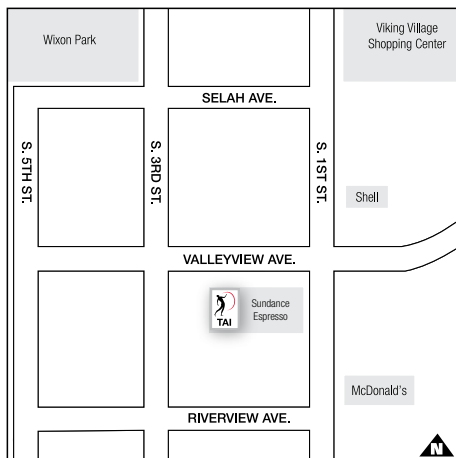 Wixon Park
Viking Village
Shopping Center
SELAH AVE.
S. 5TH ST.
S. 3RD ST.
S. 1ST ST.
Shell
VALLEYVIEW AVE.
TAI
Sundance
Espresso
McDonald's
RIVERVIEW AVE.
N